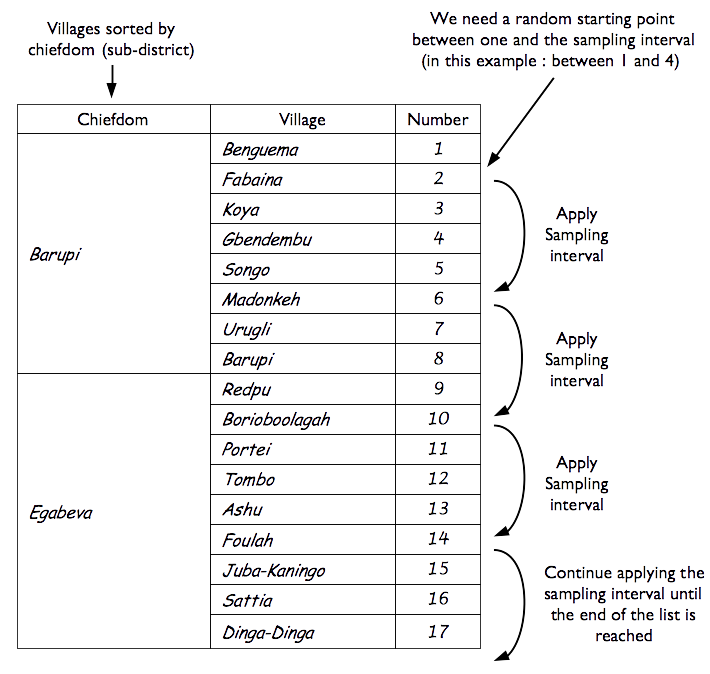 Villages sorted by
chiefdom (sub-district)
We need a random starting point
between one and the sampling interval
(in this example : between 1 and 4)
Chiefdom Village Number
Benguema 1
Fabaina 2
Koya 3
Gbendembu 4
Barupi
Songo 5
Madonkeh 6
Urugli 7
Barupi 8
Apply
Sampling
interval
Redpu 9
Borioboolagah 10
Apply
Sampling
interval
Portei 11
Tombo 12
Egabeva
Ashu 13
Foulah 14
Apply
Sampling
interval
Juba-Kaningo 15
Sattia 16
Dinga-Dinga 17
Continue applying the
sampling interval until
the end of the list is
reached